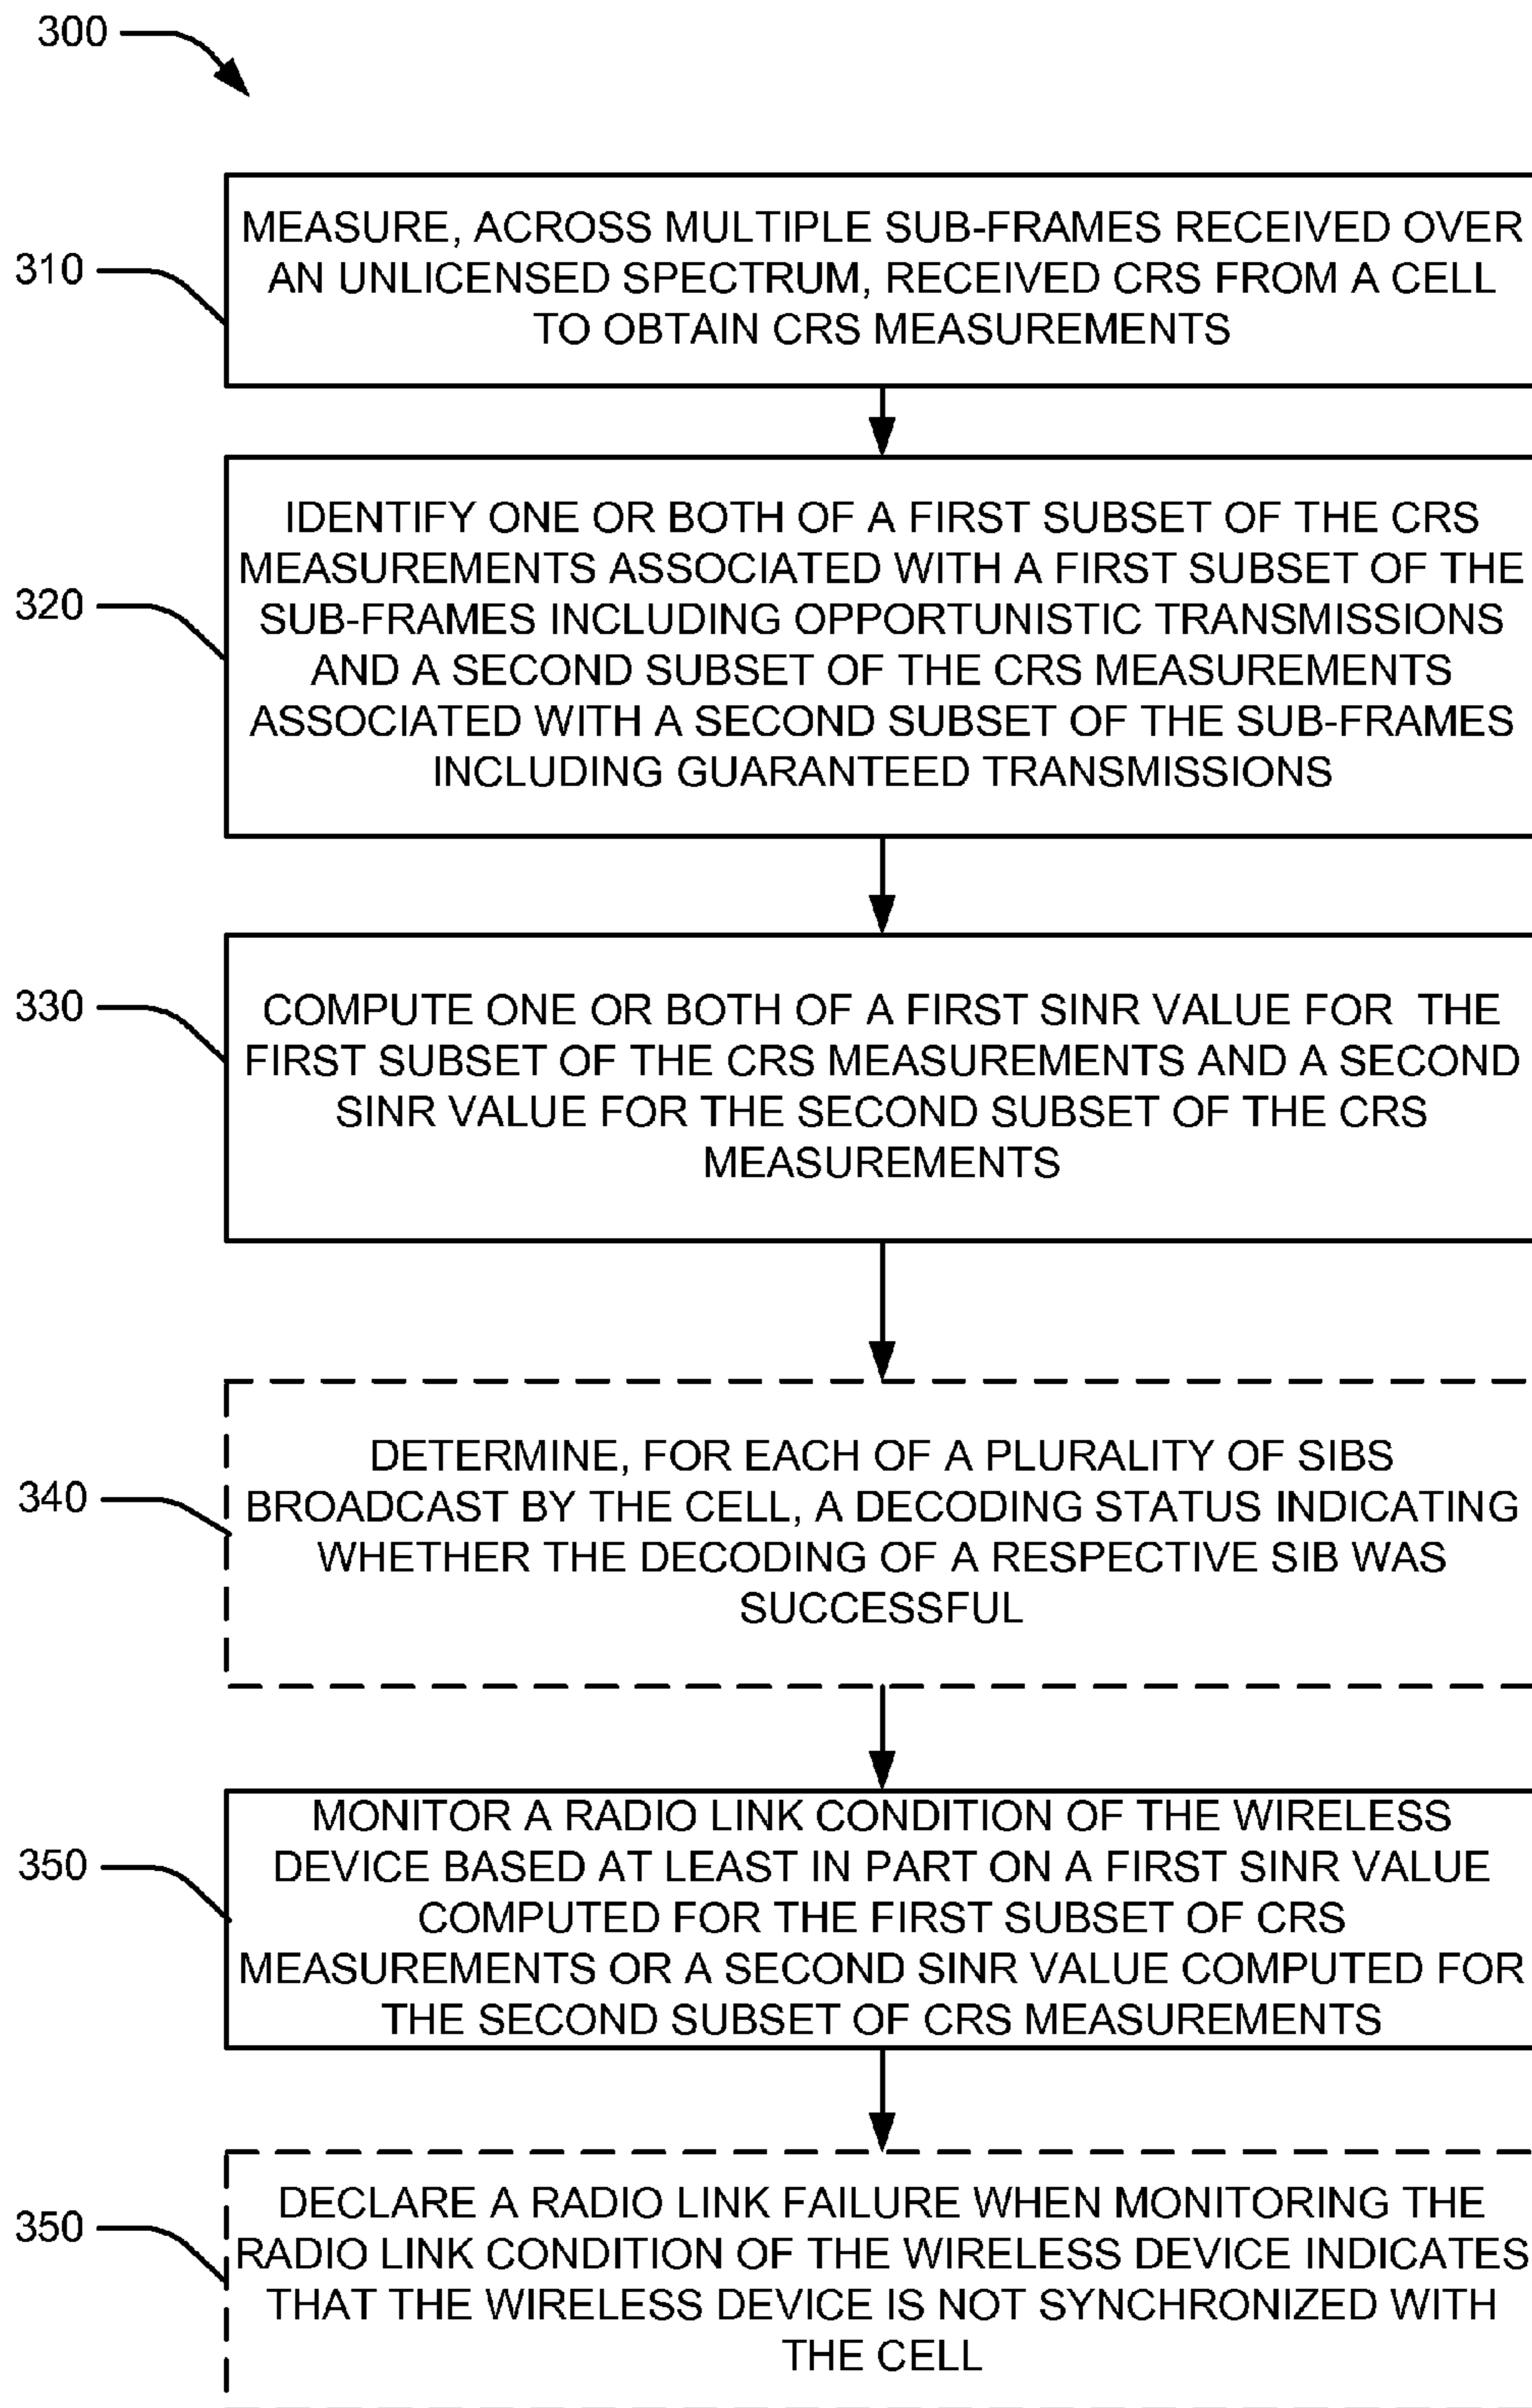 300
310
MEASURE, ACROSS MULTIPLE SUB-FRAMES RECEIVED OVER
AN UNLICENSED SPECTRUM, RECEIVED CRS FROM A CELL
TO OBTAIN CRS MEASUREMENTS
320
IDENTIFY ONE OR BOTH OF A FIRST SUBSET OF THE CRS
MEASUREMENTS ASSOCIATED WITH A FIRST SUBSET OF THE
SUB-FRAMES INCLUDING OPPORTUNISTIC TRANSMISSIONS
AND A SECOND SUBSET OF THE CRS MEASUREMENTS
ASSOCIATED WITH A SECOND SUBSET OF THE SUB-FRAMES
INCLUDING GUARANTEED TRANSMISSIONS
330
COMPUTE ONE OR BOTH OF A FIRST SINR VALUE FOR THE
FIRST SUBSET OF THE CRS MEASUREMENTS AND A SECOND
SINR VALUE FOR THE SECOND SUBSET OF THE CRS
MEASUREMENTS
340
DETERMINE, FOR EACH OF A PLURALITY OF SIBS
BROADCAST BY THE CELL, A DECODING STATUS INDICATING
WHETHER THE DECODING OF A RESPECTIVE SIB WAS
SUCCESSFUL
350
MONITOR A RADIO LINK CONDITION OF THE WIRELESS
DEVICE BASED AT LEAST IN PART ON A FIRST SINR VALUE
COMPUTED FOR THE FIRST SUBSET OF CRS
MEASUREMENTS OR A SECOND SINR VALUE COMPUTED FOR
THE SECOND SUBSET OF CRS MEASUREMENTS
350
DECLARE A RADIO LINK FAILURE WHEN MONITORING THE
RADIO LINK CONDITION OF THE WIRELESS DEVICE INDICATES
THAT THE WIRELESS DEVICE IS NOT SYNCHRONIZED WITH
THE CELL